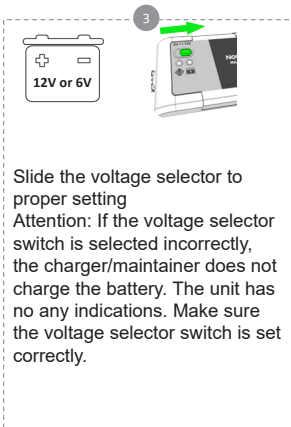 3
12V or 6V
Slide the voltage selector to
proper setting
Attention: If the voltage selector
switch is selected incorrectly,
the charger/maintainer does not
charge the battery. The unit has
no any indications. Make sure
the voltage selector switch is set
correctly.